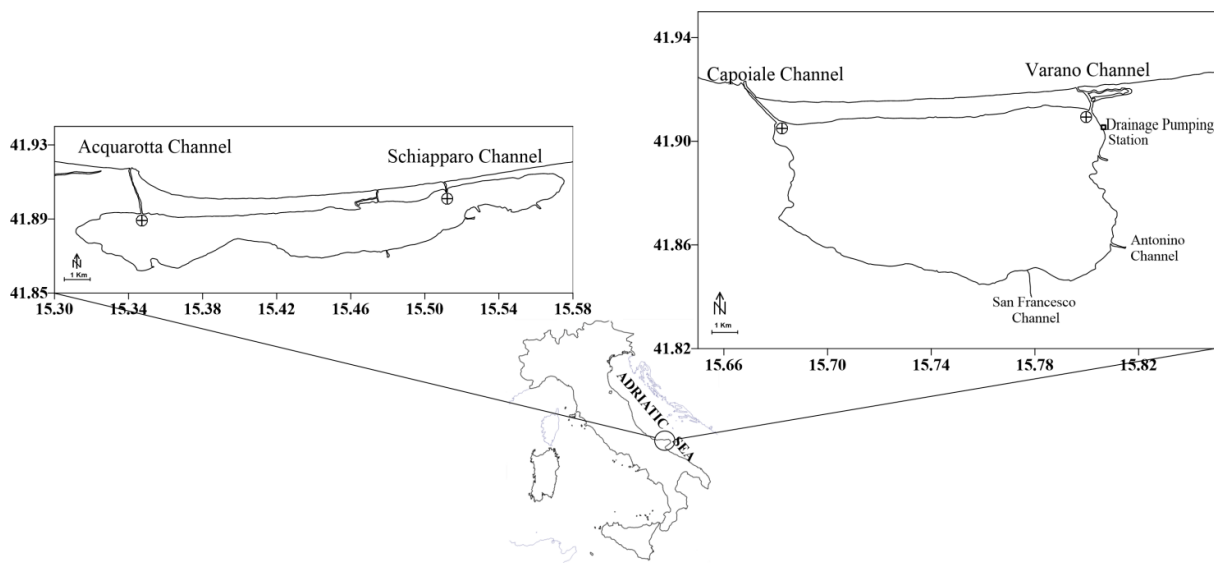 41.93
41.89
41.85
15.30 15.34 15.38 15.42 15.46 15.50 15.54 15.58
Acquarotta Channel
Schiapparo Channel
N
1 Km
41.94
41.90
41.86
41.82
15.66 15.70 15.74 15.78 15.82
Capoiale Channel
Varano Channel
Drainage Pumping
Station
Antonino
Channel
San Francesco
Channel
N
1 Km
ADRIATIC SEA